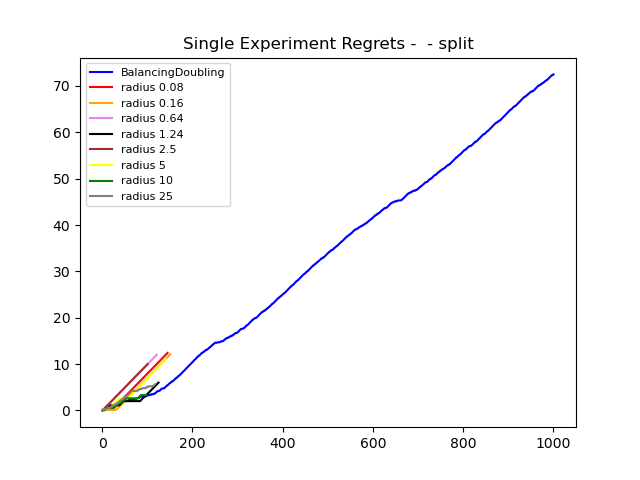 Single Experiment Regrets -  - split
BalancingDoubling
radius 0.08
radius 0.16
radius 0.64
radius 1.24
radius 2.5
radius 5
radius 10
radius 25
70
60
50
40
30
20
10
0
0 200 400 600 800 1000